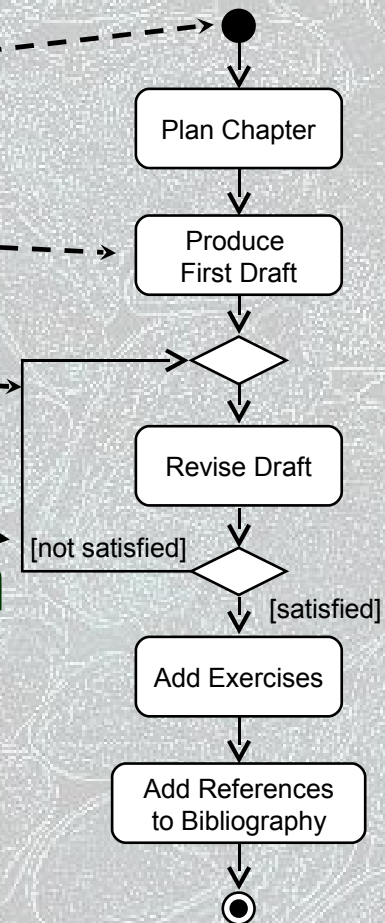 Plan Chapter
Produce
First Draft
Revise Draft
[not satisfied]
[satisfied]
Add Exercises
Add References
to Bibliography